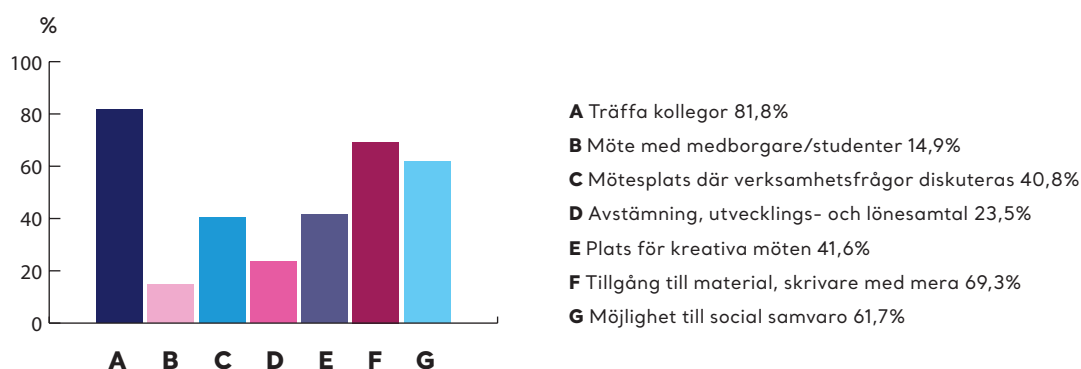 %
100
80
60
40
20
0
A B C D E F G
A Träffa kollegor 81,8%
B Möte med medborgare/studenter 14,9%
C Mötesplats där verksamhetsfrågor diskuteras 40,8%
D Avstämning, utvecklings- och lönesamtal 23,5%
E Plats för kreativa möten 41,6%
F Tillgång till material, skrivare med mera 69,3%
G Möjlighet till social samvaro 61,7%